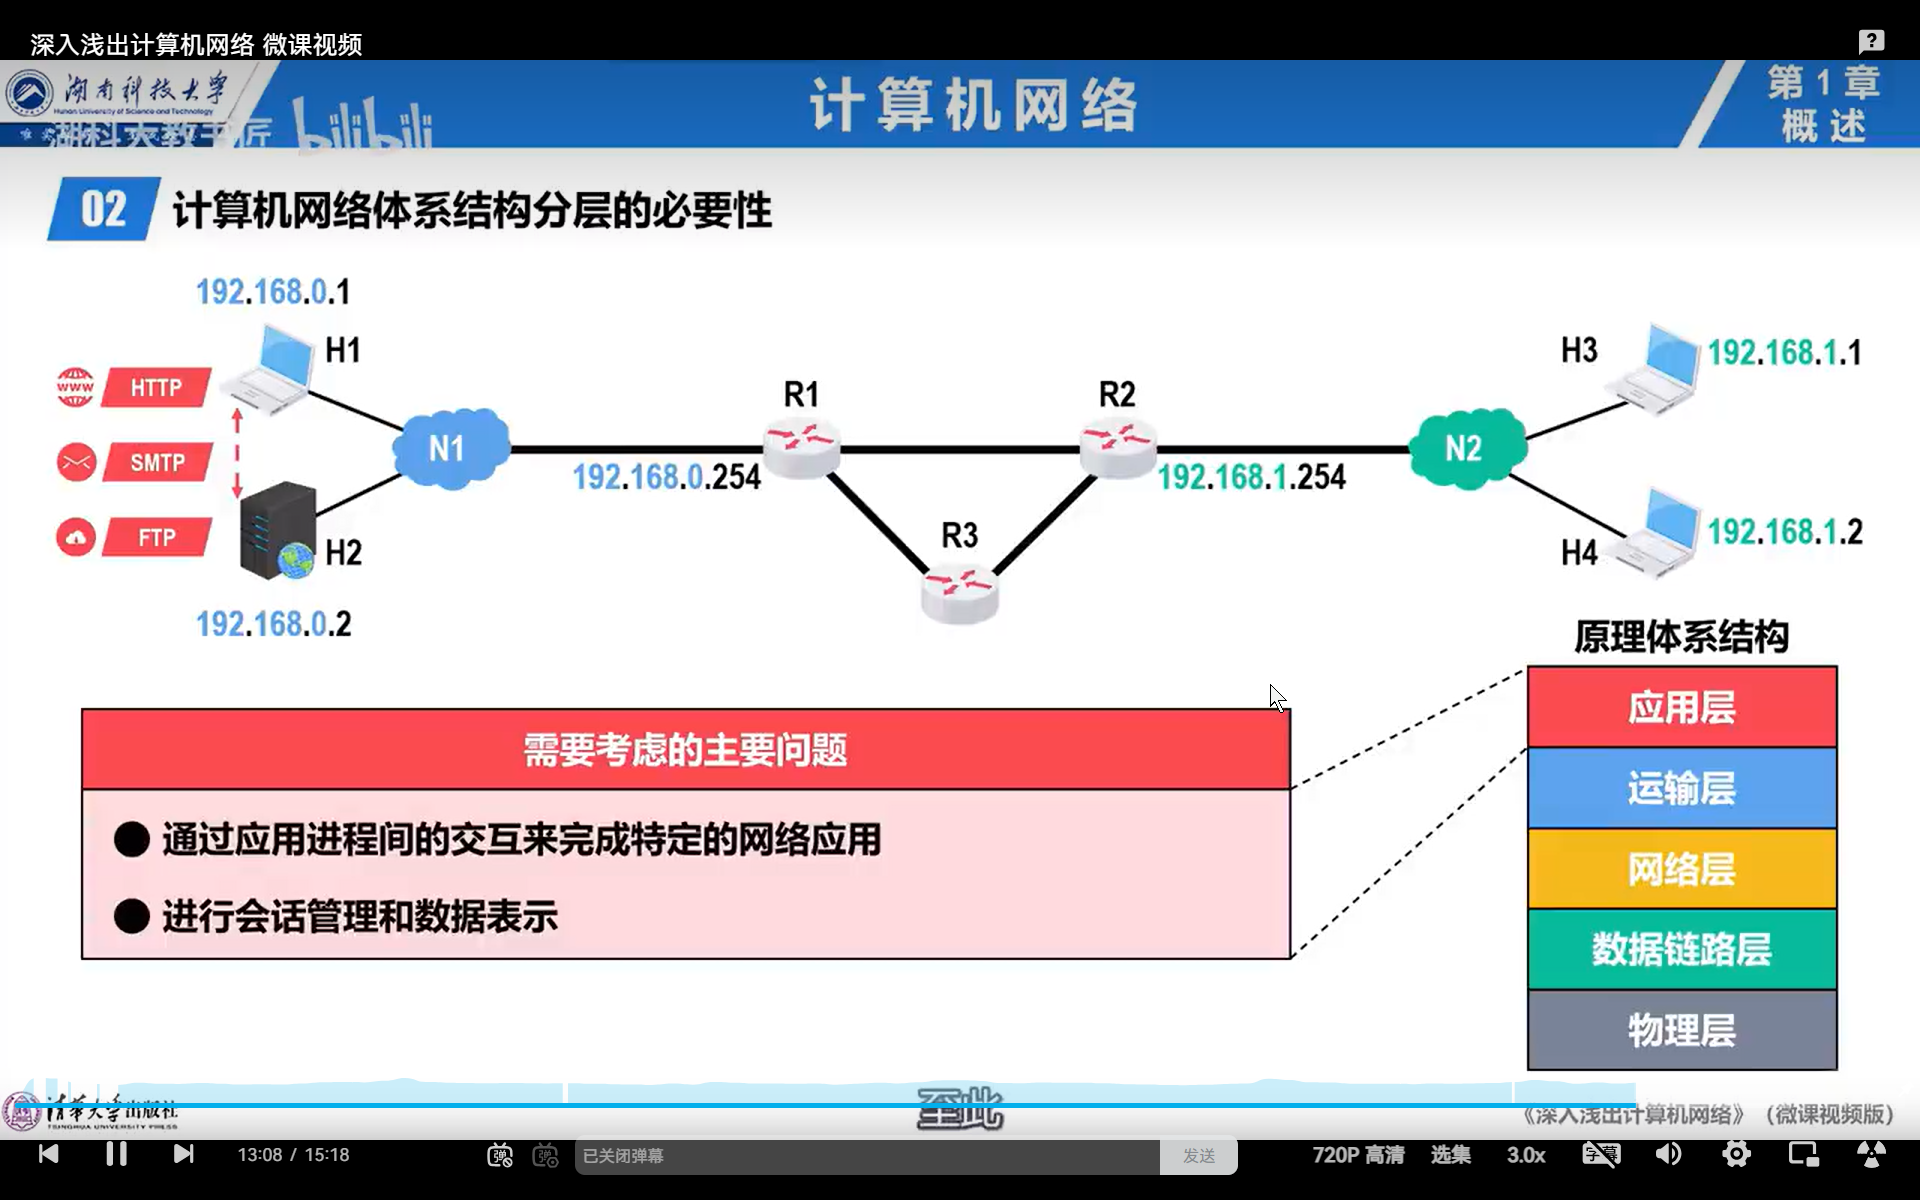 深入浅出计算机网络 微课视频
湖南科技大学
Hunan University of Science and Technology
湖科大教书匠 bilibili
计算机网络
第1章
概述
02 计算机网络体系结构分层的必要性
192.168.0.1
H1
WWW HTTP
SMTP
FTP
H2
192.168.0.2
N1
192.168.0.254
R1
R2
R3
192.168.1.254
N2
H3
192.168.1.1
H4
192.168.1.2
原理体系结构
应用层
运输层
网络层
数据链路层
物理层
需要考虑的主要问题
● 通过应用进程间的交互来完成特定的网络应用
● 进行会话管理和数据表示
清华大学出版社
TSINGHUA UNIVERSITY PRESS
至此
《深入浅出计算机网络》（微课视频版）
13:08 / 15:18
弹
弹
已关闭弹幕
发送
720P 高清
选集
3.0x
字幕